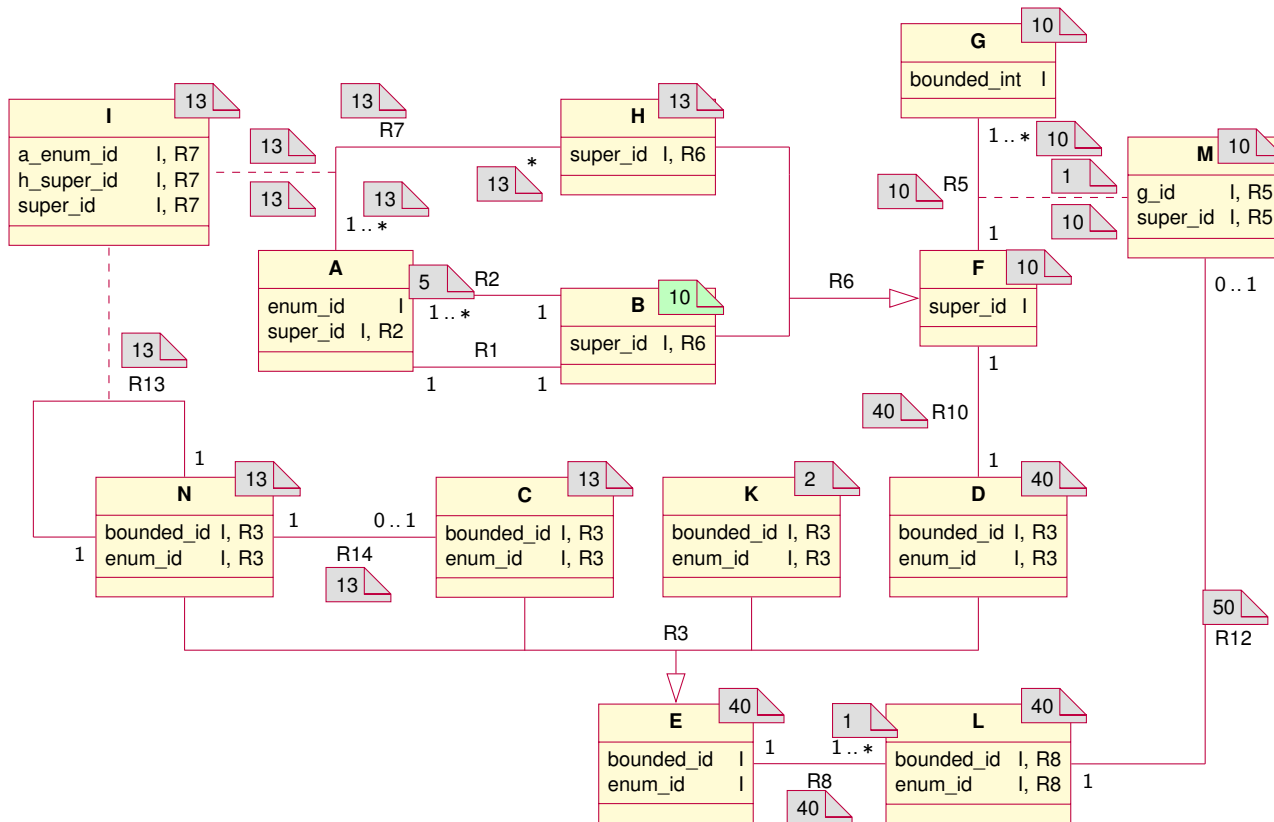 G
10
bounded_int I
I
13
a_enum_id I, R7
h_super_id I, R7
super_id I, R7
13
R7
13
13
H
13
super_id I, R6
*
13
13
1 .. *
1 .. *
10
R5
10
1
10
1
M
10
g_id I, R5
super_id I, R5
0 .. 1
A
5
enum_id I
super_id I, R2
R2
1 .. *
1
R1
1
1
B
10
super_id I, R6
R6
F
10
super_id I
1
40
R10
1
13
R13
1
1
N
13
bounded_id I, R3
enum_id I, R3
1
0 .. 1
R14
13
C
13
bounded_id I, R3
enum_id I, R3
K
2
bounded_id I, R3
enum_id I, R3
D
40
bounded_id I, R3
enum_id I, R3
R3
50
R12
E
40
bounded_id I
enum_id I
1
1
1 .. *
R8
40
L
40
bounded_id I, R8
enum_id I, R8
1